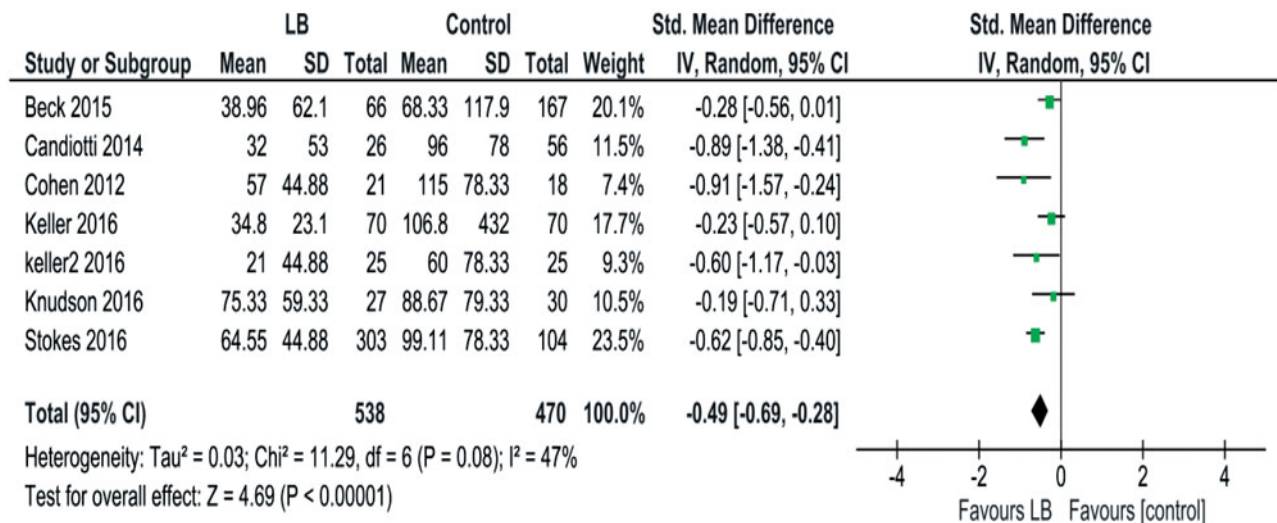 LB Control Std. Mean Difference Std. Mean Difference
Study or Subgroup Mean SD Total Mean SD Total Weight IV, Random, 95% CI IV, Random, 95% CI
Beck 2015 38.96 62.1 66 68.33 117.9 167 20.1% -0.28 [-0.56, 0.01]
Candiotti 2014 32 53 26 96 78 56 11.5% -0.89 [-1.38, -0.41]
Cohen 2012 57 44.88 21 115 78.33 18 7.4% -0.91 [-1.57, -0.24]
Keller 2016 34.8 23.1 70 106.8 432 70 17.7% -0.23 [-0.57, 0.10]
keller2 2016 21 44.88 25 60 78.33 25 9.3% -0.60 [-1.17, -0.03]
Knudson 2016 75.33 59.33 27 88.67 79.33 30 10.5% -0.19 [-0.71, 0.33]
Stokes 2016 64.55 44.88 303 99.11 78.33 104 23.5% -0.62 [-0.85, -0.40]
Total (95% CI) 538 470 100.0% -0.49 [-0.69, -0.28]
Heterogeneity: Tau² = 0.03; Chi² = 11.29, df = 6 (P = 0.08); I² = 47%
Test for overall effect: Z = 4.69 (P < 0.00001)
-4 -2 0 2 4
Favours LB Favours [control]